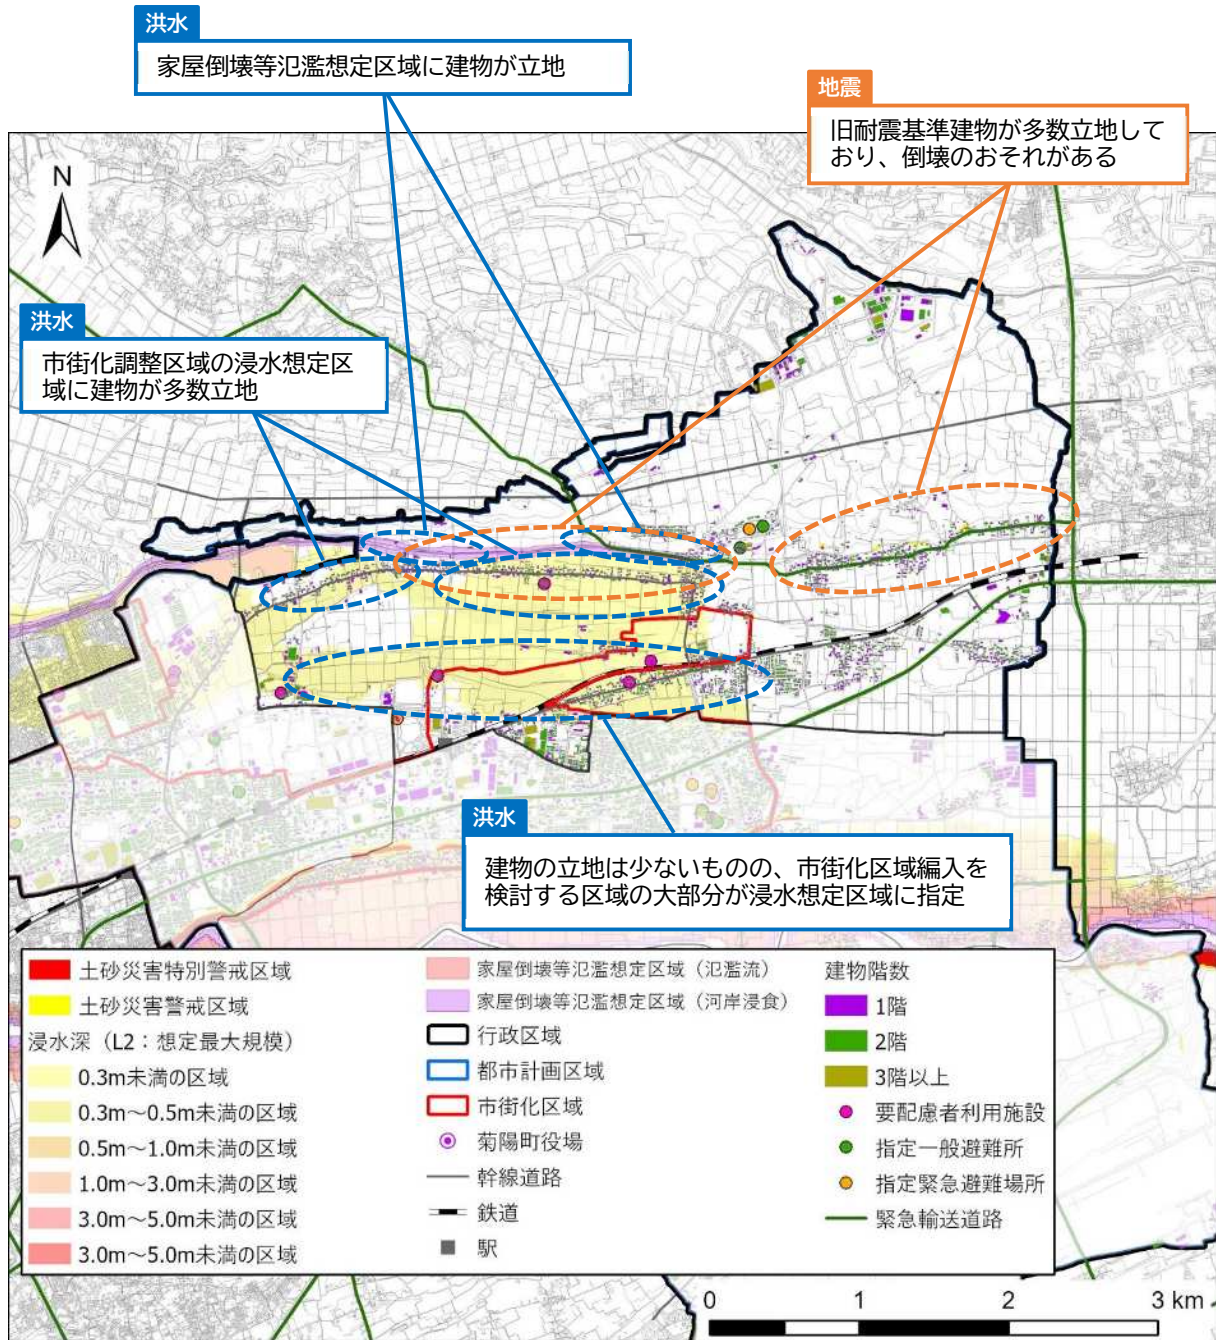 洪水
家屋倒壊等氾濫想定区域に建物が立地
地震
旧耐震基準建物が多数立地して
おり、倒壊のおそれがある
N
洪水
市街化調整区域の浸水想定区
域に建物が多数立地
洪水
建物の立地は少ないものの、市街化区域編入を
検討する区域の大部分が浸水想定区域に指定
土砂災害特別警戒区域
土砂災害警戒区域
浸水深（L2：想定最大規模）
0.3m未満の区域
0.3m～0.5m未満の区域
0.5m～1.0m未満の区域
1.0m～3.0m未満の区域
3.0m～5.0m未満の区域
3.0m～5.0m未満の区域
家屋倒壊等氾濫想定区域（氾濫流）
家屋倒壊等氾濫想定区域（河岸浸食）
行政区域
都市計画区域
市街化区域
菊陽町役場
幹線道路
鉄道
駅
建物階数
1階
2階
3階以上
要配慮者利用施設
指定一般避難所
指定緊急避難場所
緊急輸送道路
0 1 2 3 km